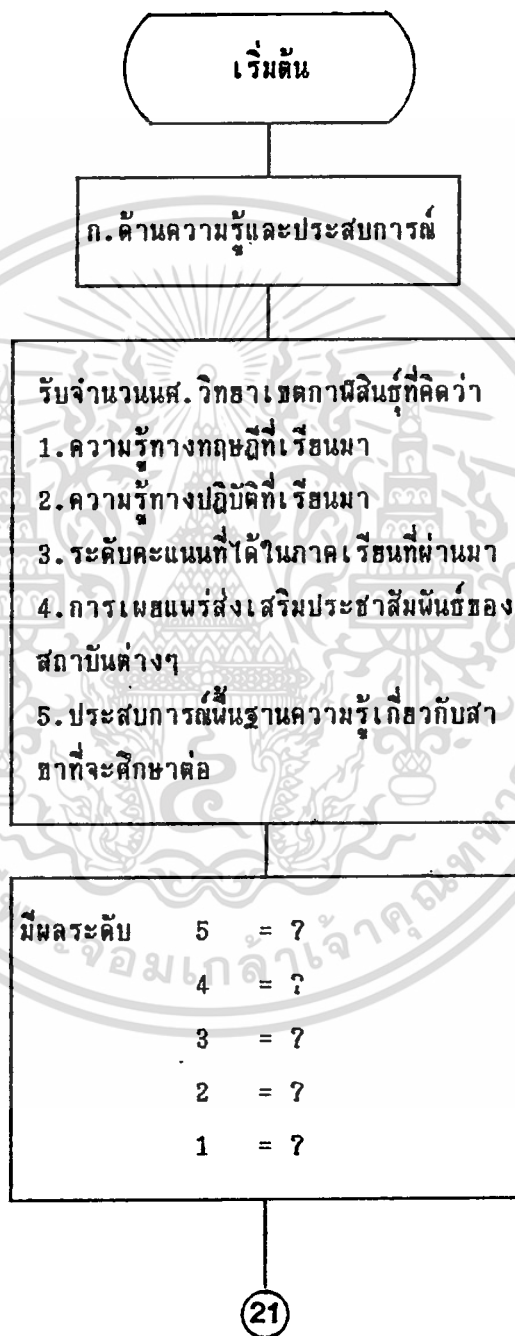 เริ่มต้น
ก.ด้านความรู้และประสบการณ์
รับจำนวนนศ.วิทยาเขตกาฬสินธุ์ที่คิดว่า
1.ความรู้ทางทฤษฎีที่เรียนมา
2.ความรู้ทางปฏิบัติที่เรียนมา
3.ระดับคะแนนที่ได้ในภาคเรียนที่ผ่านมา
4.การเผยแพร่ส่งเสริมประชาสัมพันธ์ของ
สถาบันต่างๆ
5.ประสบการณ์พื้นฐานความรู้เกี่ยวกับสา
ขาที่จะศึกษาต่อ
มีผลระดับ 5 = ?
4 = ?
3 = ?
2 = ?
1 = ?
21